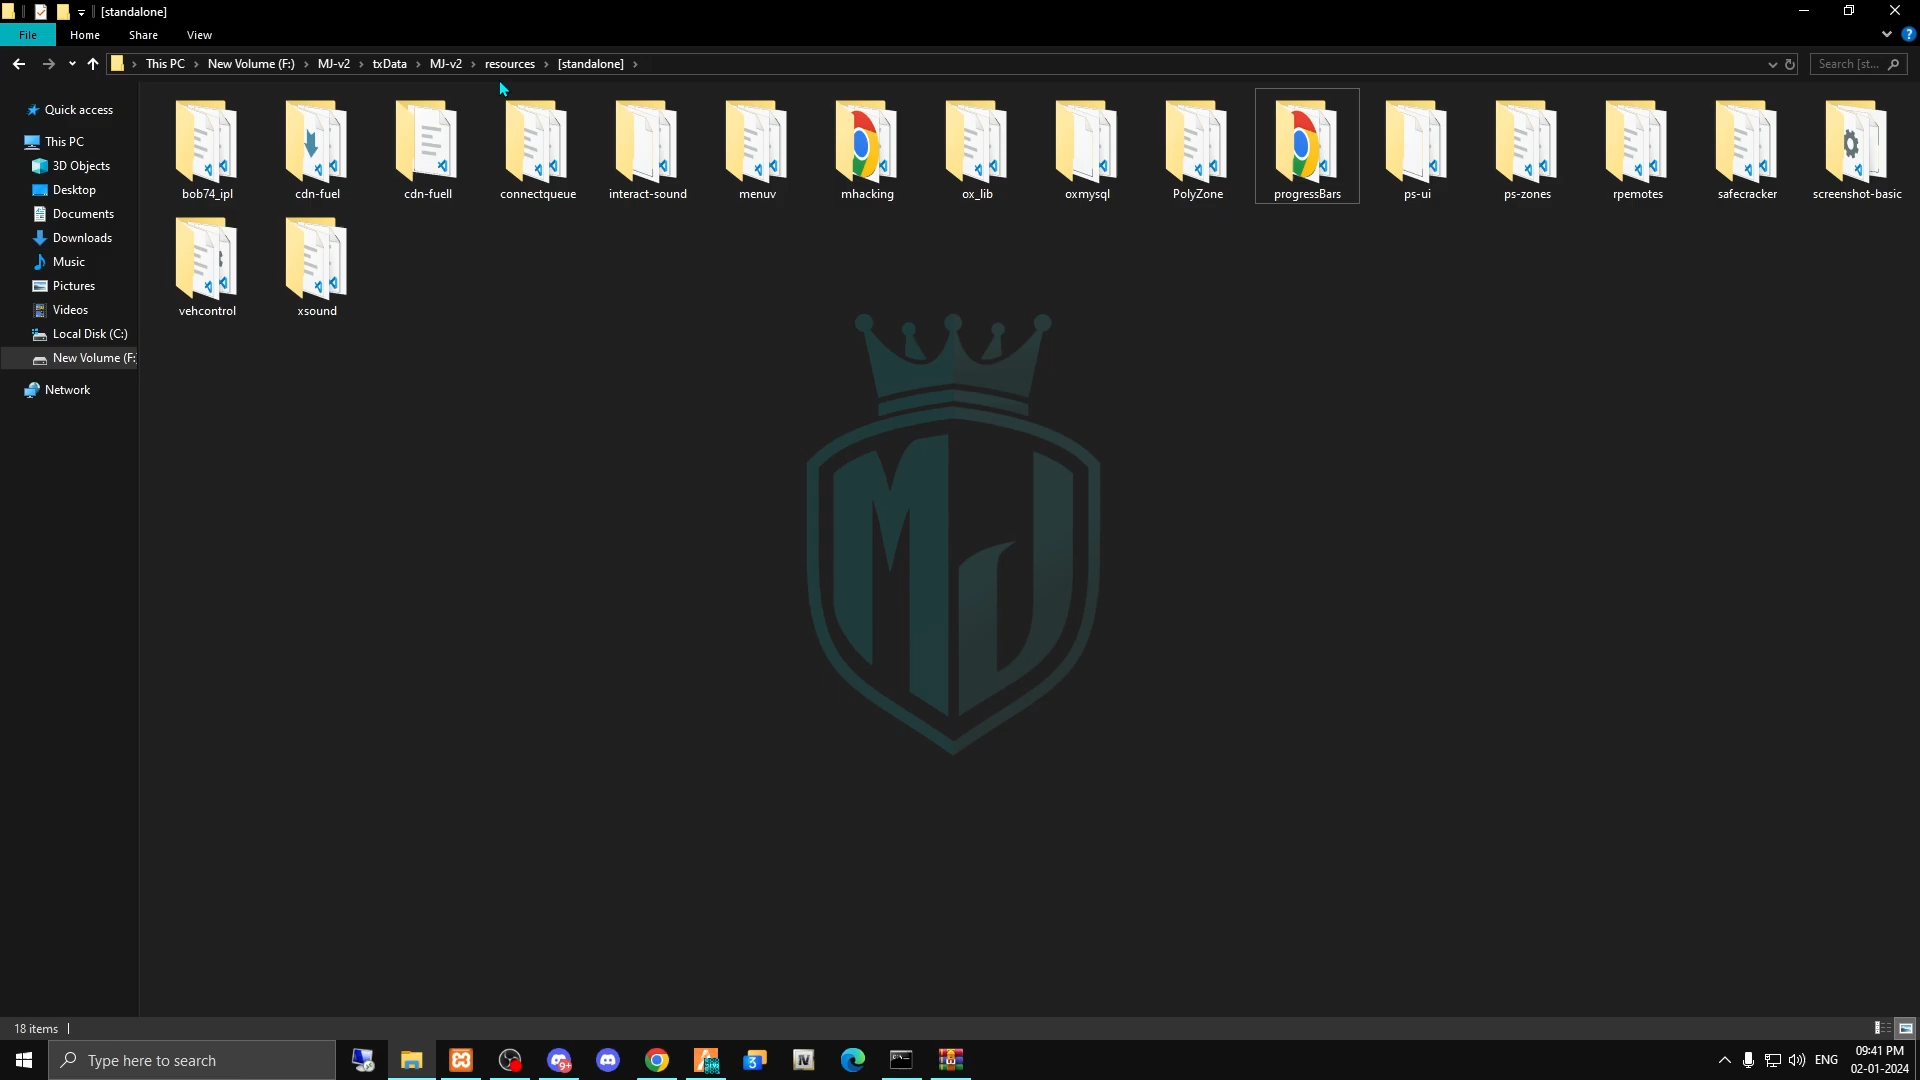 [standalone]
File Home Share View
This PC New Volume (F:) MJ-v2 txData MJ-v2 resources [standalone] Search [st...
Quick access
This PC
3D Objects
Desktop
Documents
Downloads
Music
Pictures
Videos
Local Disk (C:)
New Volume (F:
Network
bob74_ipl cdn-fuel cdn-fuell connectqueue interact-sound menuv mhacking ox_lib oxmysql PolyZone progressBars ps-ui ps-zones rpemotes safecracker screenshot-basic
vehcontrol xsound
MJ
18 items
Type here to search
9+
3
IV
ENG
09:41 PM
02-01-2024